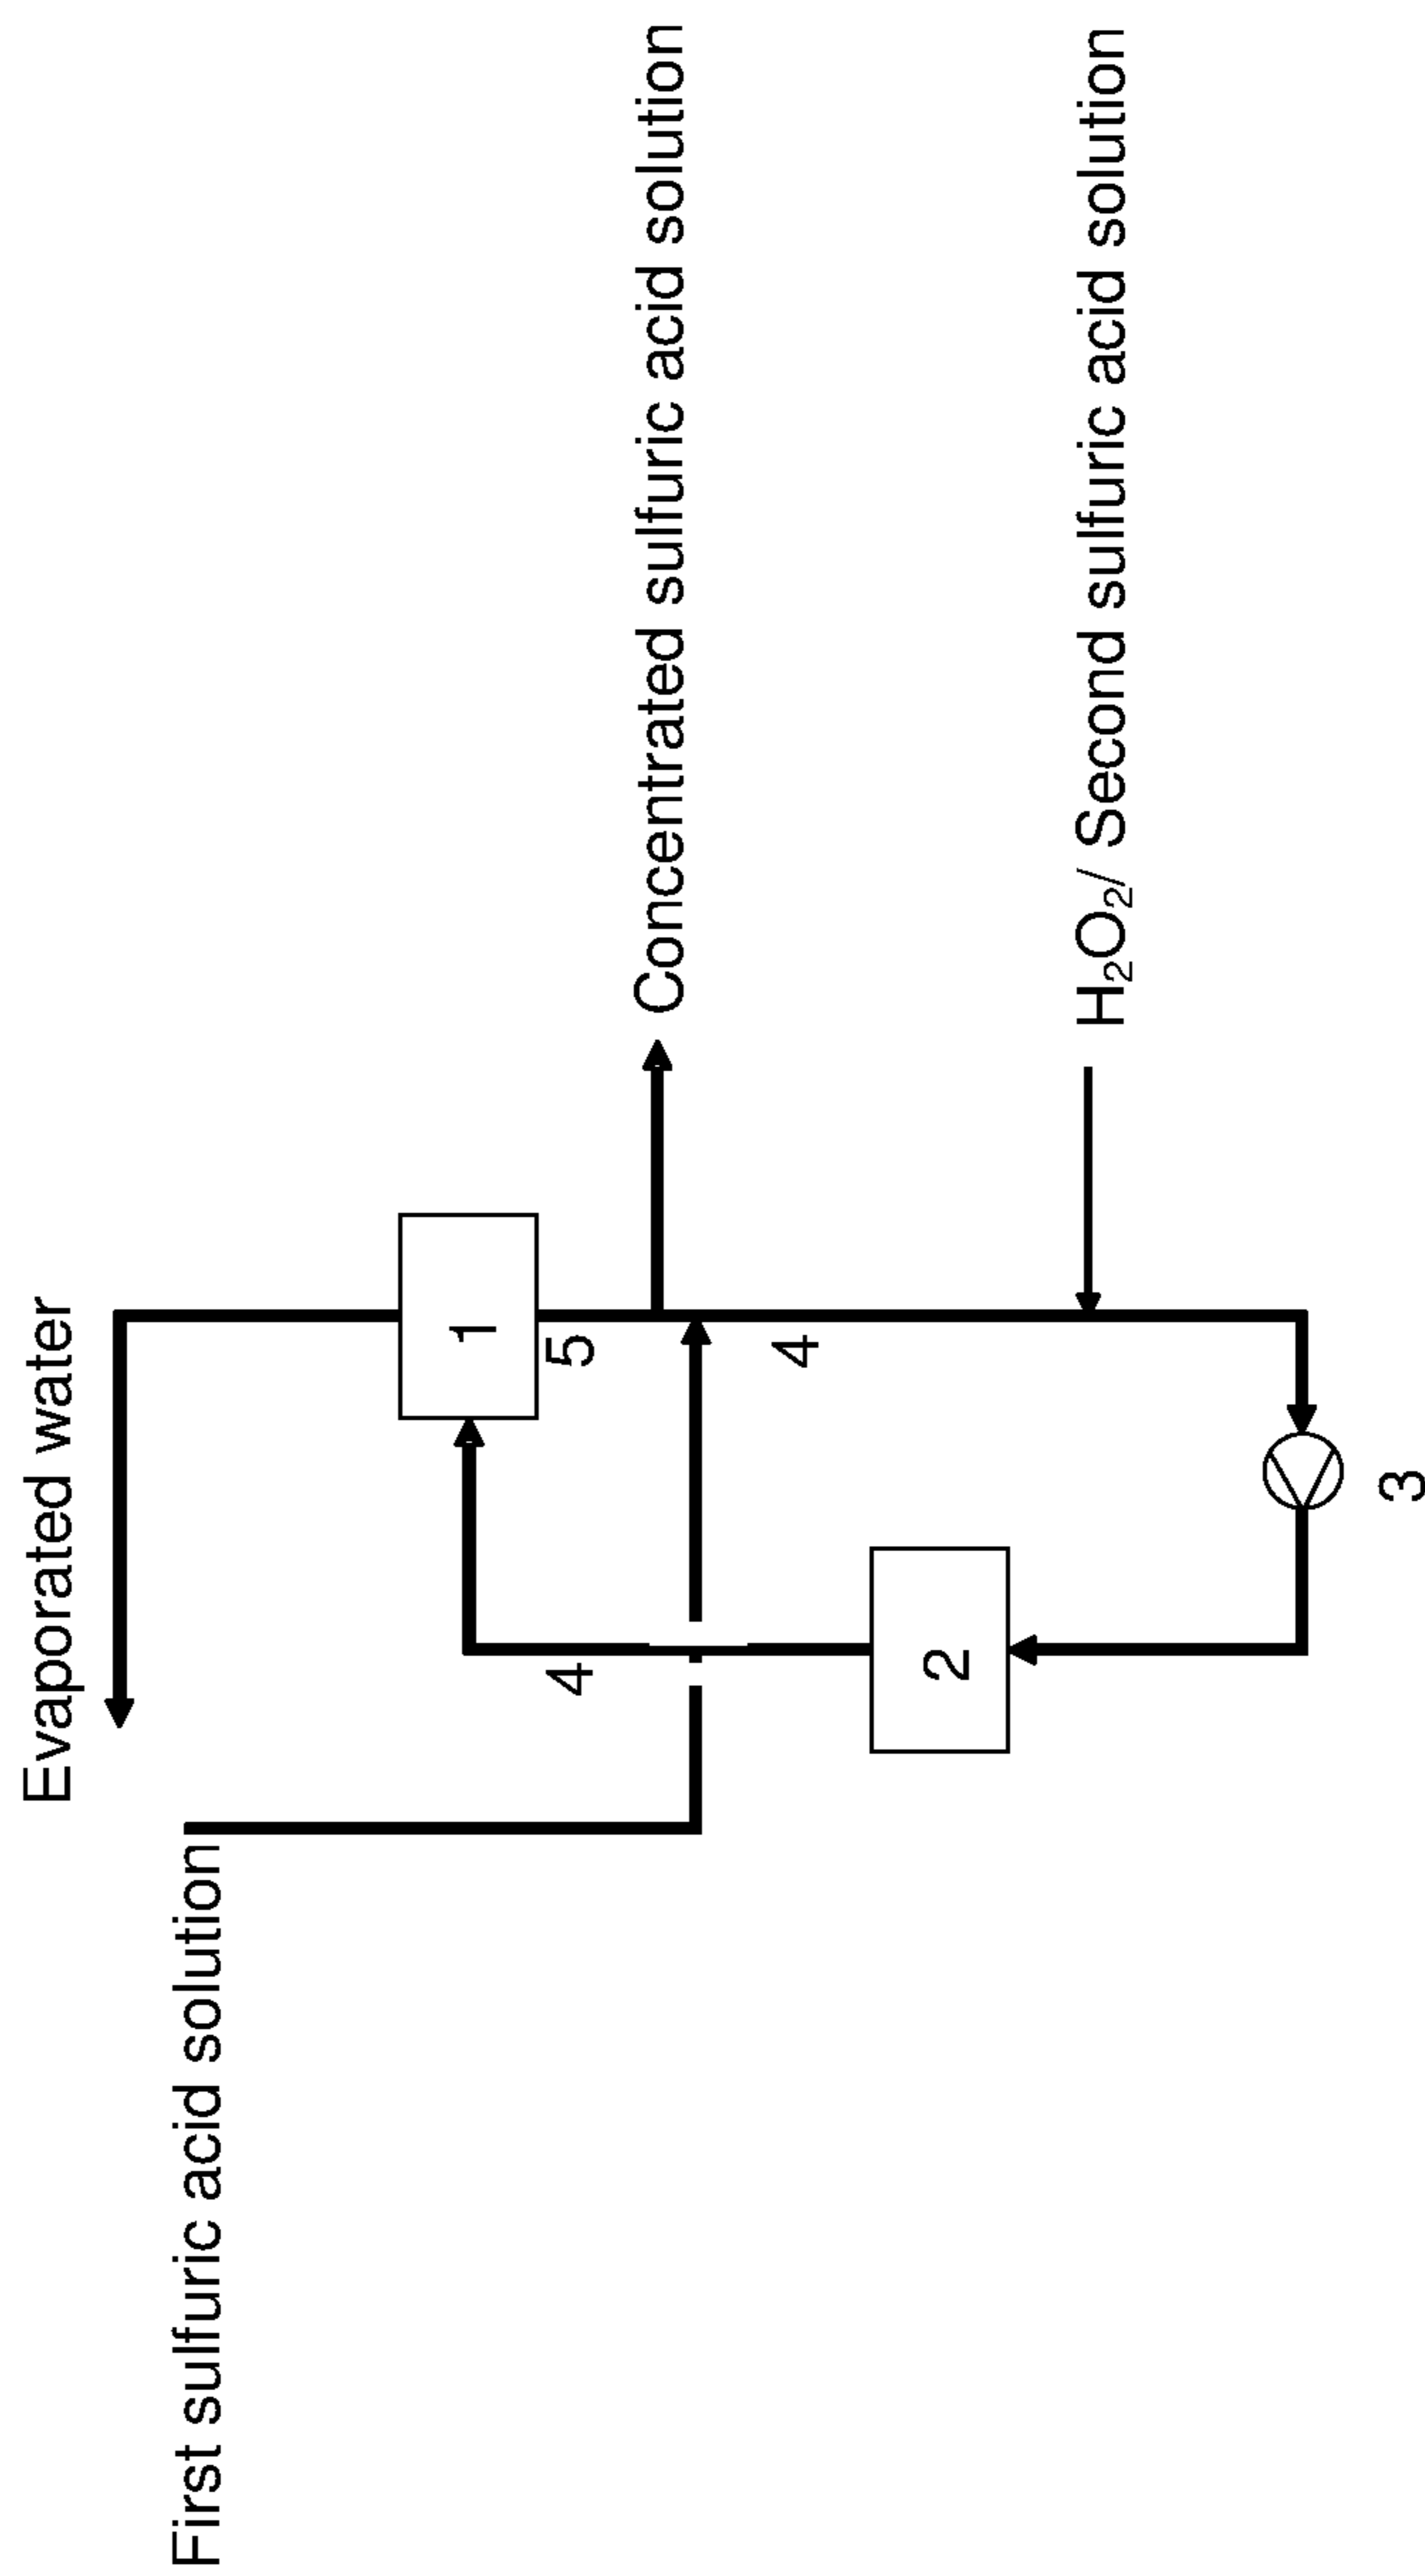 Evaporated water
First sulfuric acid solution
1
5
4
Concentrated sulfuric acid solution
4
2
H₂O₂/ Second sulfuric acid solution
3